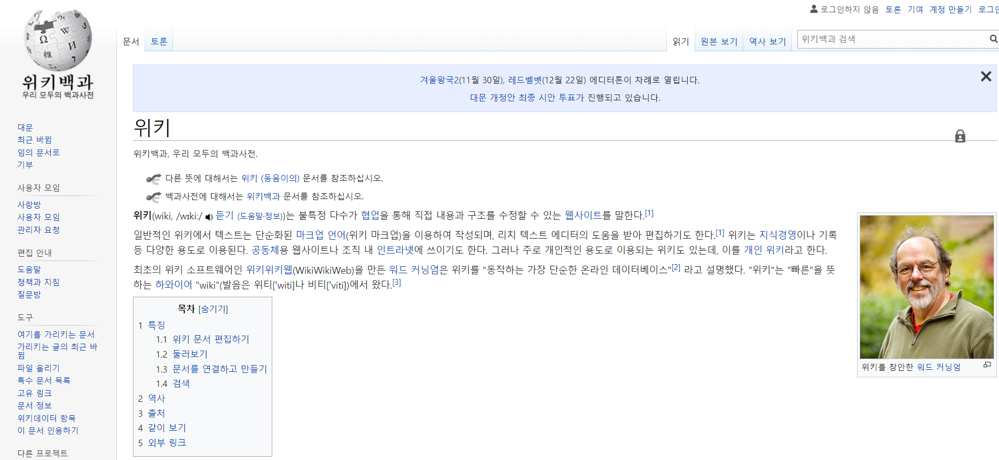 로그인하지 않음 토론 기여 계정 만들기 로그인
위키백과
우리 모두의 백과사전
문서 토론 읽기 원본 보기 역사 보기 위키백과 검색
겨울왕국2(11월 30일), 레드벨벳(12월 22일) 에디터톤이 차례로 열립니다.
대문 개정안 최종 시안 투표가 진행되고 있습니다.
위키
위키백과, 우리 모두의 백과사전.
다른 뜻에 대해서는 위키 (동음이의) 문서를 참조하십시오.
백과사전에 대해서는 위키백과 문서를 참조하십시오.
위키(wiki, /wɪkiː/ 듣기 (도움말·정보))는 불특정 다수가 협업을 통해 직접 내용과 구조를 수정할 수 있는 웹사이트를 말한다.[1]
일반적인 위키에서 텍스트는 단순화된 마크업 언어(위키 마크업)을 이용하여 작성되며, 리치 텍스트 에디터의 도움을 받아 편집하기도 한다.[1] 위키는 지식경영이나 기록
등 다양한 용도로 이용된다. 공동체용 웹사이트나 조직 내 인트라넷에 쓰이기도 한다. 그러나 주로 개인적인 용도로 이용되는 위키도 있는데, 이를 개인 위키라고 한다.
최초의 위키 소프트웨어인 위키위키웹(WikiWikiWeb)을 만든 워드 커닝엄은 위키를 "동작하는 가장 단순한 온라인 데이터베이스"[2] 라고 설명했다. "위키"는 "빠른"을 뜻
하는 하와이어 "wiki"(발음은 위티['witi]나 비티['viti])에서 왔다.[3]
위키를 창안한 워드 커닝엄
목차 [숨기기]
1 특징
1.1 위키 문서 편집하기
1.2 둘러보기
1.3 문서를 연결하고 만들기
1.4 검색
2 역사
3 출처
4 같이 보기
5 외부 링크
대문
최근 바뀜
임의 문서로
기부
사용자 모임
사랑방
사용자 모임
관리자 요청
편집 안내
도움말
정책과 지침
질문방
도구
여기를 가리키는 문서
가리키는 글의 최근 바
뀜
파일 올리기
특수 문서 목록
고유 링크
문서 정보
위키데이터 항목
이 문서 인용하기
다른 프로젝트